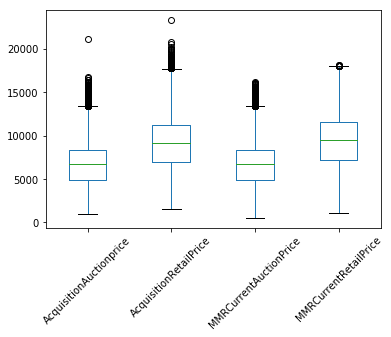 20000
15000
10000
5000
0
AcquisitionAuctionprice
AcquisitionRetailPrice
MMRCurrentAuctionPrice
MMRCurrentRetailPrice